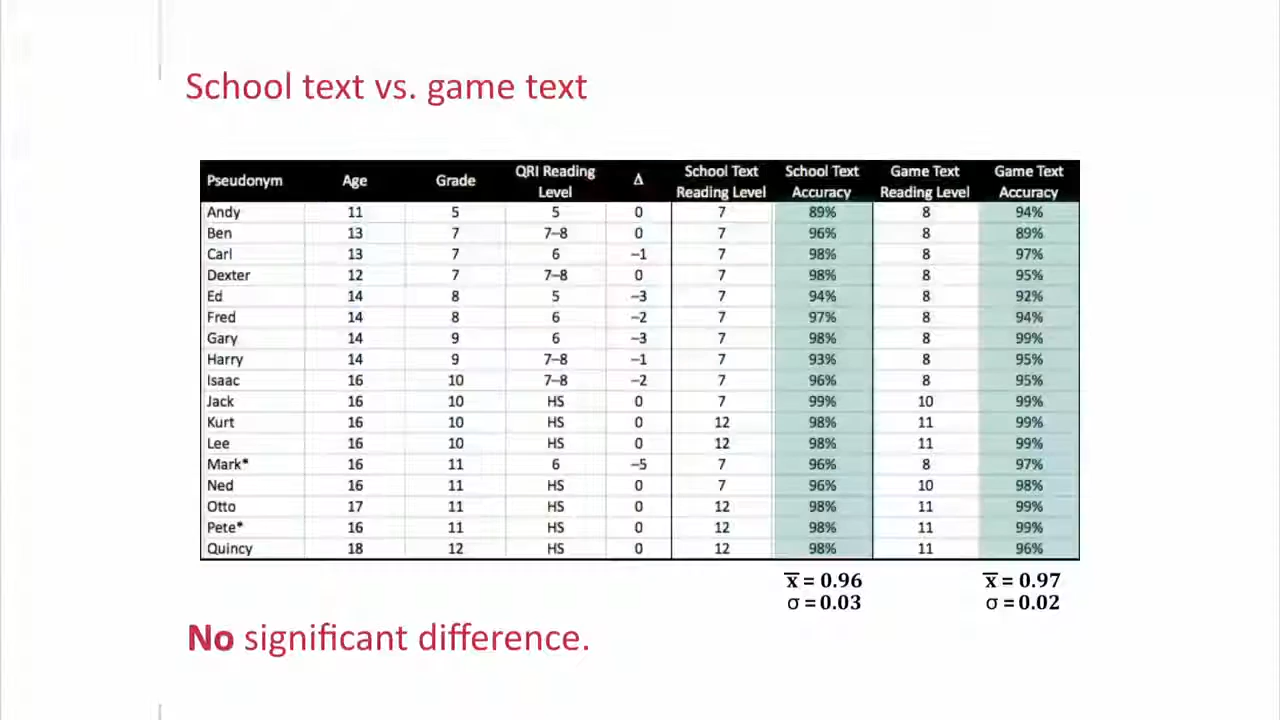 School text vs. game text
Pseudonym Age Grade QRI Reading Level Δ School Text Reading Level School Text Accuracy Game Text Reading Level Game Text Accuracy
Andy 11 5 5 0 7 89% 8 94%
Ben 13 7 7–8 0 7 96% 8 89%
Carl 13 7 6 –1 7 98% 8 97%
Dexter 12 7 7–8 0 7 98% 8 95%
Ed 14 8 5 –3 7 94% 8 92%
Fred 14 8 6 –2 7 97% 8 94%
Gary 14 9 6 –3 7 98% 8 99%
Harry 14 9 7–8 –1 7 93% 8 95%
Isaac 16 10 7–8 –2 7 96% 8 95%
Jack 16 10 HS 0 7 99% 10 99%
Kurt 16 10 HS 0 12 98% 11 99%
Lee 16 10 HS 0 12 98% 11 99%
Mark* 16 11 6 –5 7 96% 8 97%
Ned 16 11 HS 0 7 96% 10 98%
Otto 17 11 HS 0 12 98% 11 99%
Pete* 16 11 HS 0 12 98% 11 99%
Quincy 18 12 HS 0 12 98% 11 96%
x̅ = 0.96 x̅ = 0.97
σ = 0.03 σ = 0.02
No significant difference.